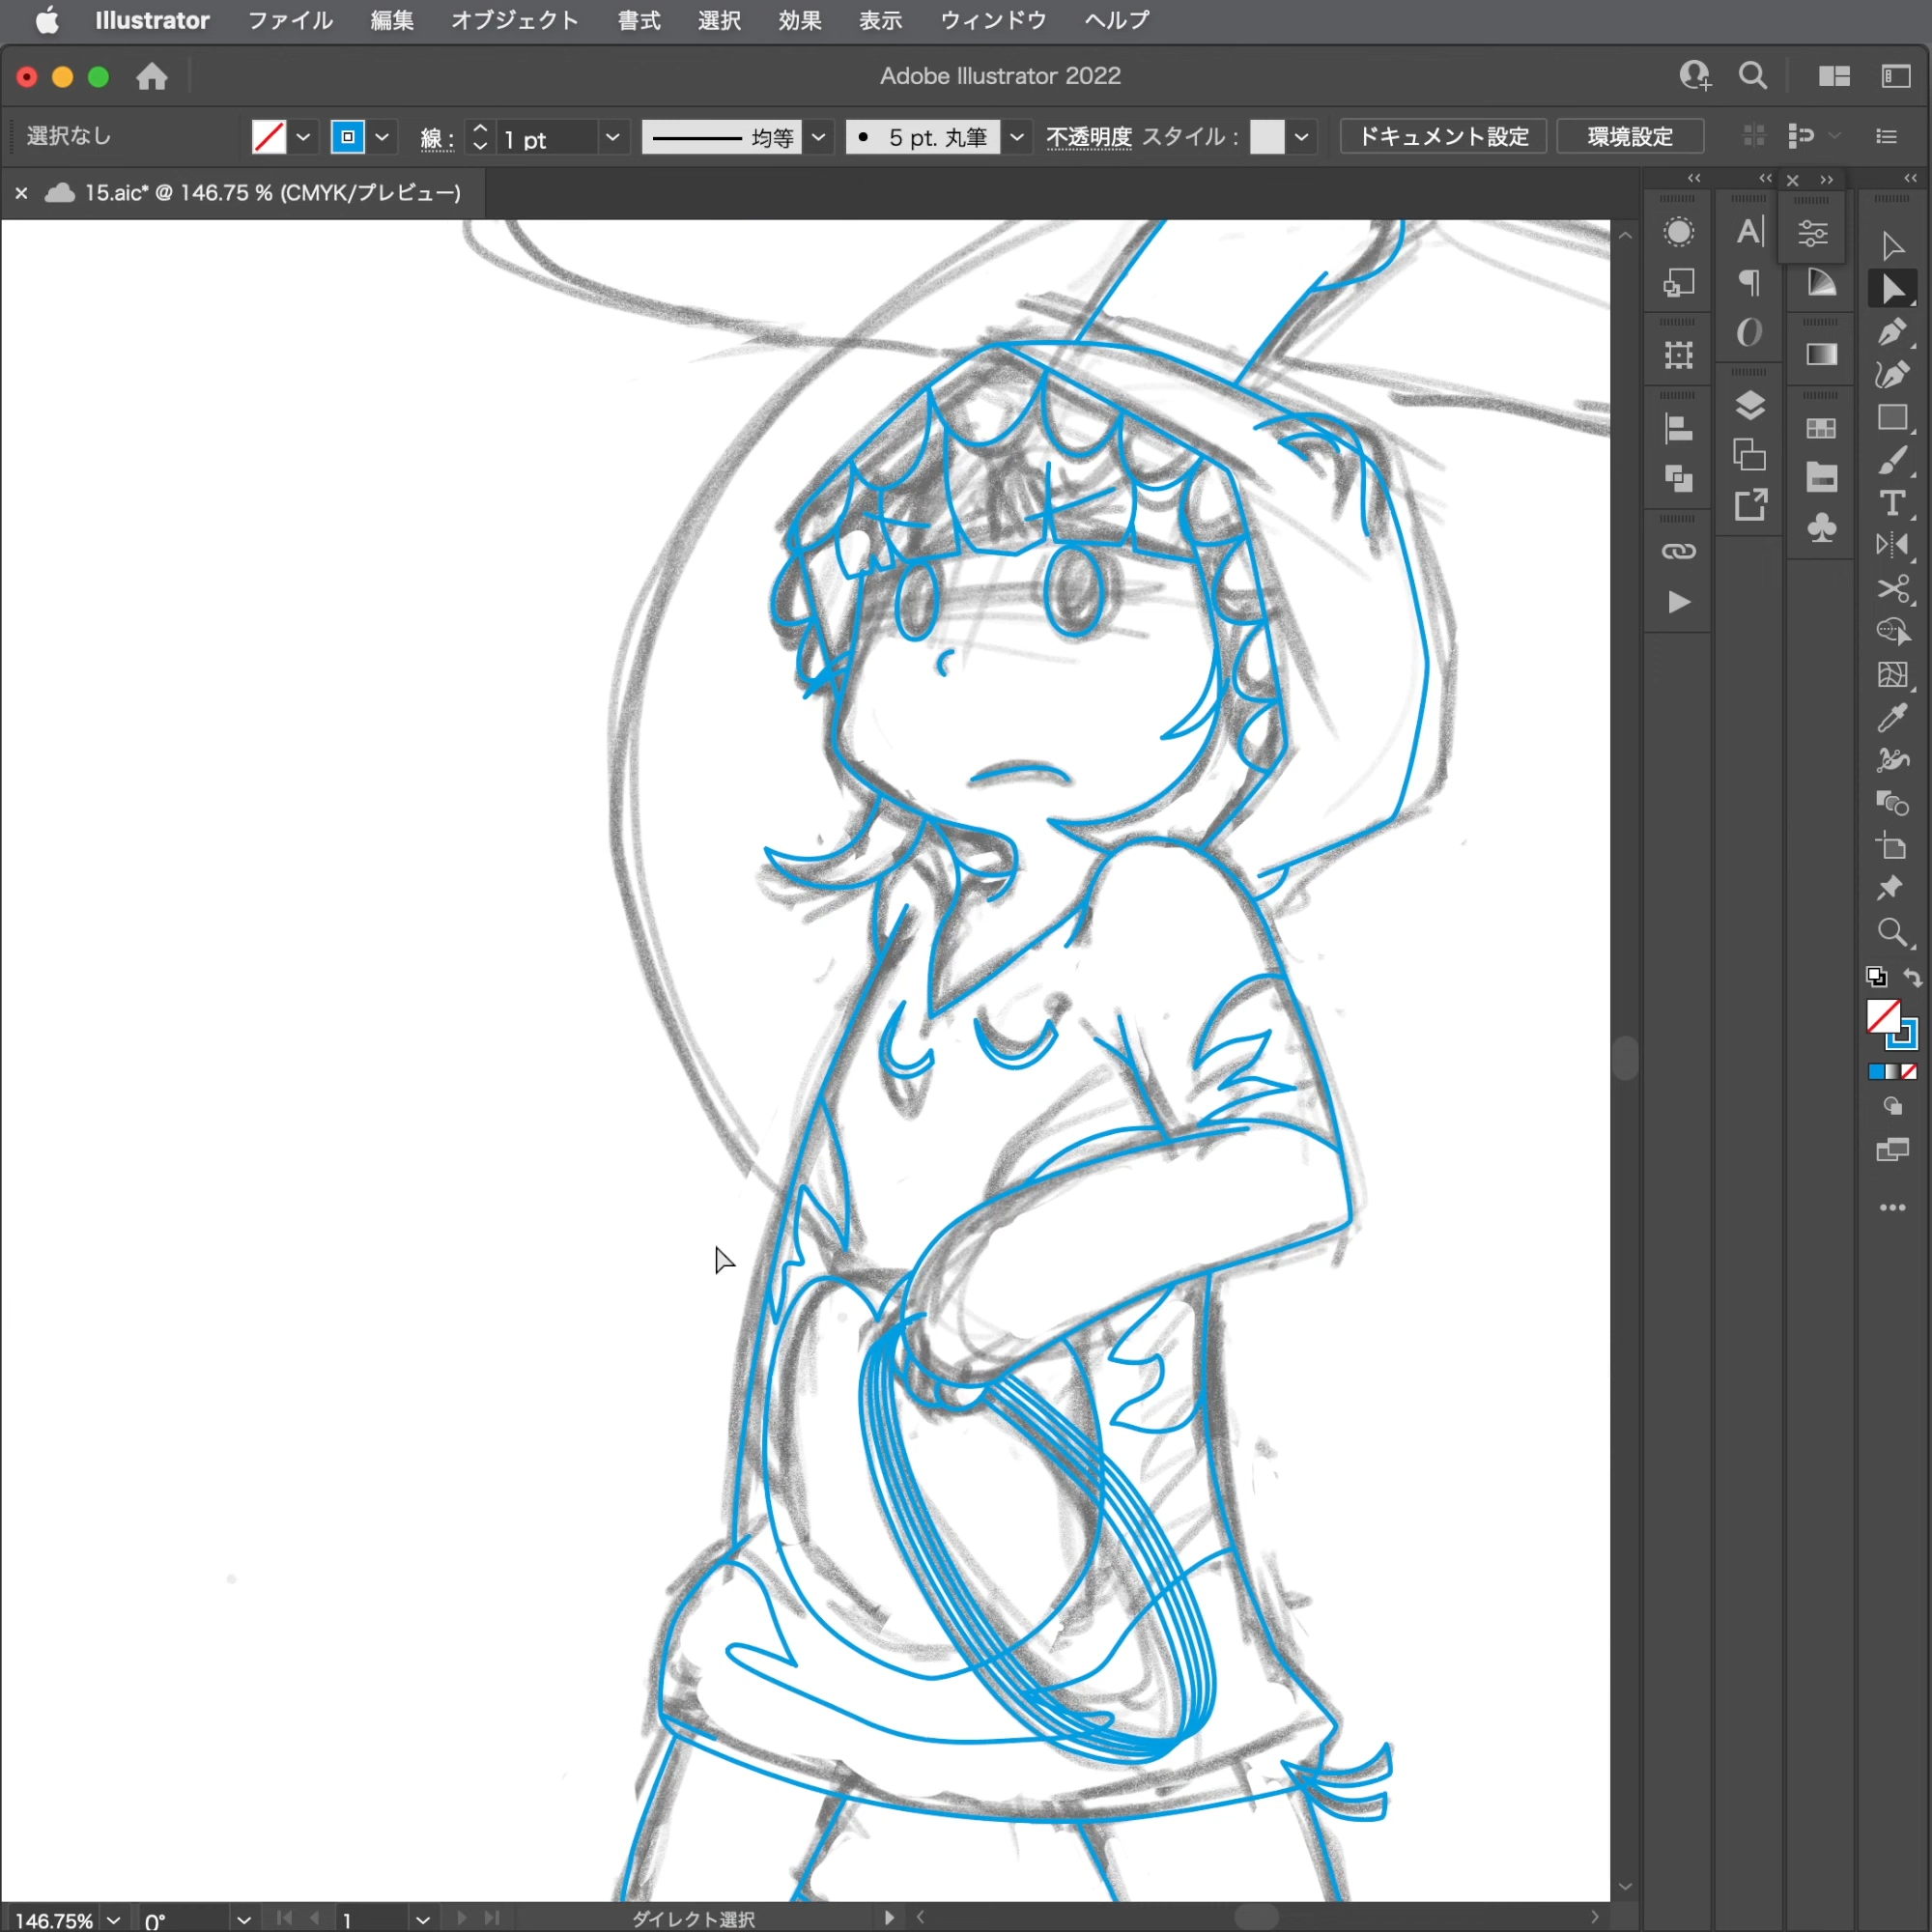 Illustrator ファイル 編集 オブジェクト 書式 選択 効果 表示 ウィンドウ ヘルプ
Adobe Illustrator 2022
選択なし 線 : 1 pt 均等 5 pt. 丸筆 不透明度 スタイル : ドキュメント設定 環境設定
15.aic* @ 146.75 % (CMYK/プレビュー)
146.75% 0° 1 ダイレクト選択